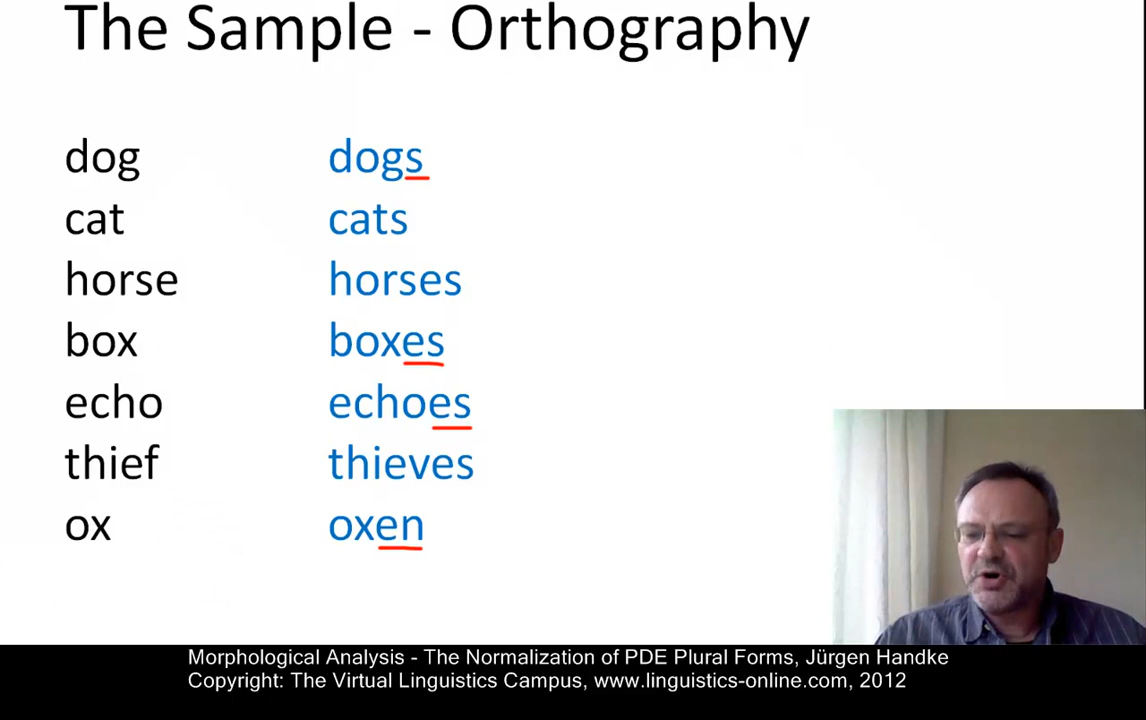 The Sample - Orthography
dog dogs
cat cats
horse horses
box boxes
echo echoes
thief thieves
ox oxen
Morphological Analysis - The Normalization of PDE Plural Forms, Jürgen Handke
Copyright: The Virtual Linguistics Campus, www.linguistics-online.com, 2012